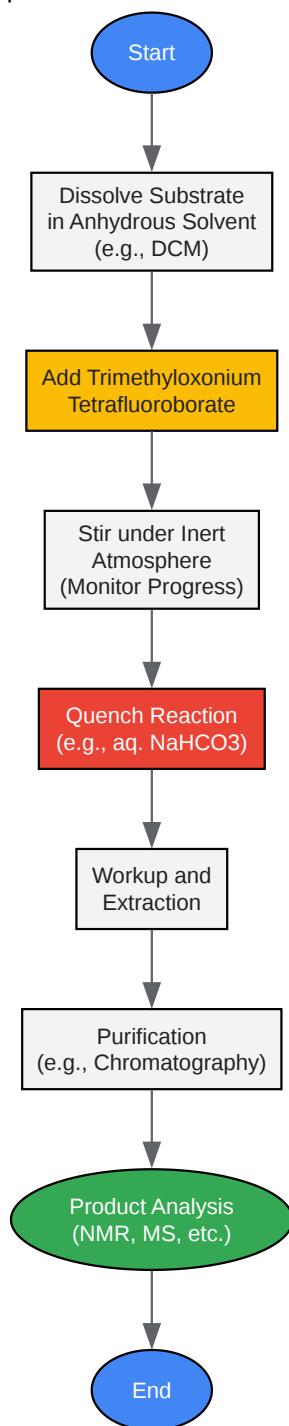 Start
Dissolve Substrate
in Anhydrous Solvent
(e.g., DCM)
Add Trimethyloxonium
Tetrafluoroborate
Stir under Inert
Atmosphere
(Monitor Progress)
Quench Reaction
(e.g., aq. NaHCO3)
Workup and
Extraction
Purification
(e.g., Chromatography)
Product Analysis
(NMR, MS, etc.)
End